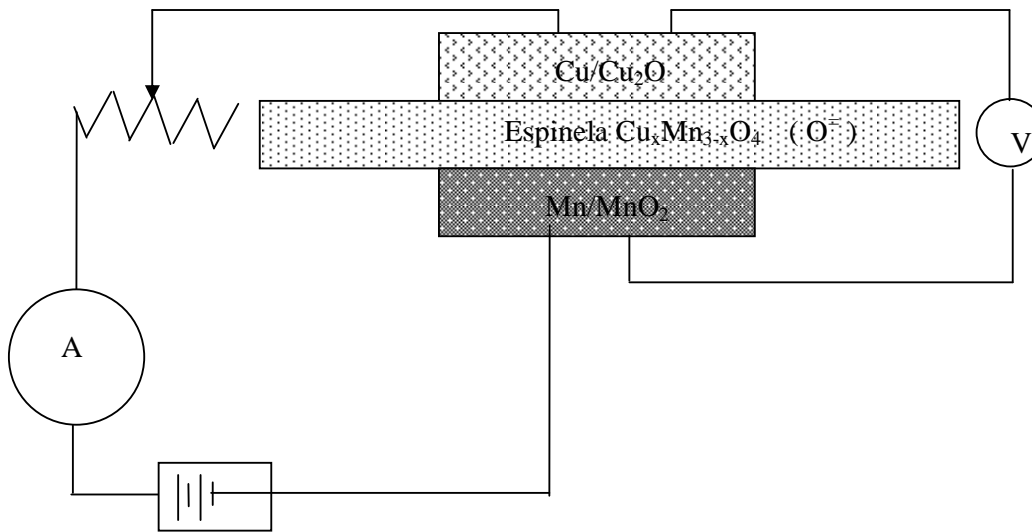 Cu/Cu₂O
Espinela CuₓMn₃₋ₓO₄ ( O⁼ )
V
Mn/MnO₂
A